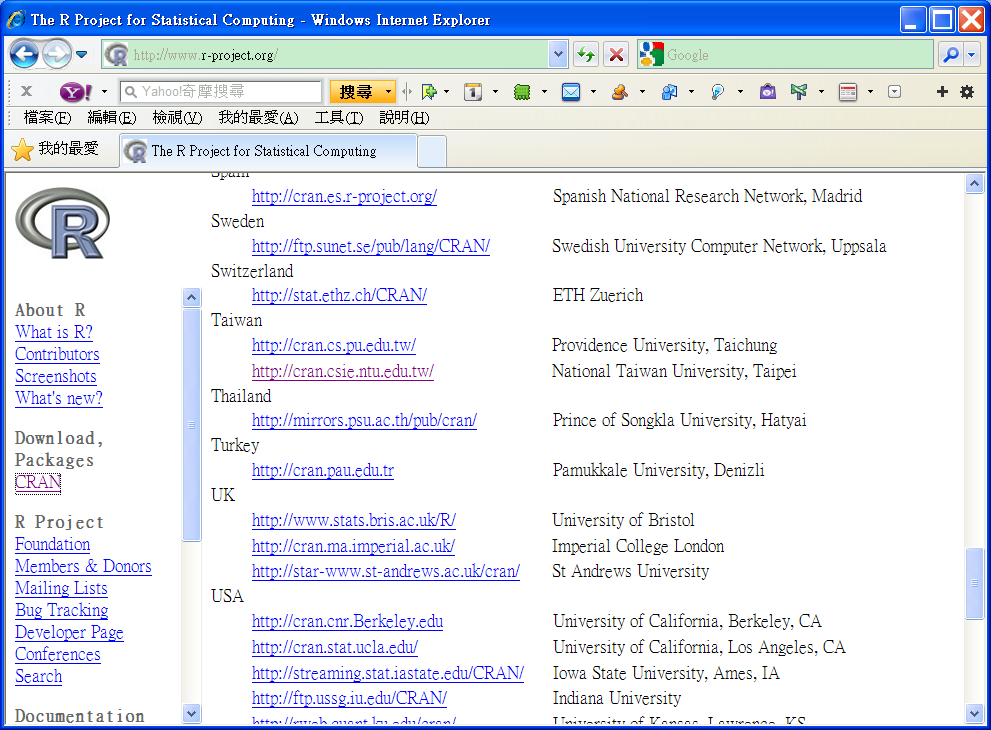 The R Project for Statistical Computing - Windows Internet Explorer
http://www.r-project.org/
Google
Y! Yahoo!奇摩搜尋 搜尋
檔案(F) 編輯(E) 檢視(V) 我的最愛(A) 工具(T) 說明(H)
我的最愛 The R Project for Statistical Computing
R
About R
What is R?
Contributors
Screenshots
What's new?
Download,
Packages
CRAN
R Project
Foundation
Members & Donors
Mailing Lists
Bug Tracking
Developer Page
Conferences
Search
Documentation
Spain
http://cran.es.r-project.org/ Spanish National Research Network, Madrid
Sweden
http://ftp.sunet.se/pub/lang/CRAN/ Swedish University Computer Network, Uppsala
Switzerland
http://stat.ethz.ch/CRAN/ ETH Zuerich
Taiwan
http://cran.cs.pu.edu.tw/ Providence University, Taichung
http://cran.csie.ntu.edu.tw/ National Taiwan University, Taipei
Thailand
http://mirrors.psu.ac.th/pub/cran/ Prince of Songkla University, Hatyai
Turkey
http://cran.pau.edu.tr Pamukkale University, Denizli
UK
http://www.stats.bris.ac.uk/R/ University of Bristol
http://cran.ma.imperial.ac.uk/ Imperial College London
http://star-www.st-andrews.ac.uk/cran/ St Andrews University
USA
http://cran.cnr.Berkeley.edu University of California, Berkeley, CA
http://cran.stat.ucla.edu/ University of California, Los Angeles, CA
http://streaming.stat.iastate.edu/CRAN/ Iowa State University, Ames, IA
http://ftp.ussg.iu.edu/CRAN/ Indiana University
http://rweb.quant.ku.edu/cran/ University of Kansas, Lawrence, KS